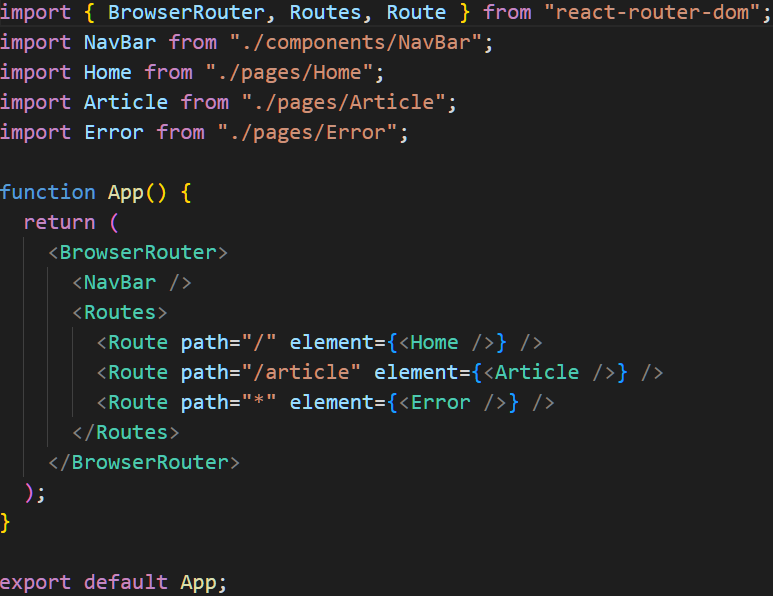 import { BrowserRouter, Routes, Route } from "react-router-dom";
import NavBar from "./components/NavBar";
import Home from "./pages/Home";
import Article from "./pages/Article";
import Error from "./pages/Error";

function App() {
  return (
    <BrowserRouter>
      <NavBar />
      <Routes>
        <Route path="/" element={<Home />} />
        <Route path="/article" element={<Article />} />
        <Route path="*" element={<Error />} />
      </Routes>
    </BrowserRouter>
  );
}

export default App;